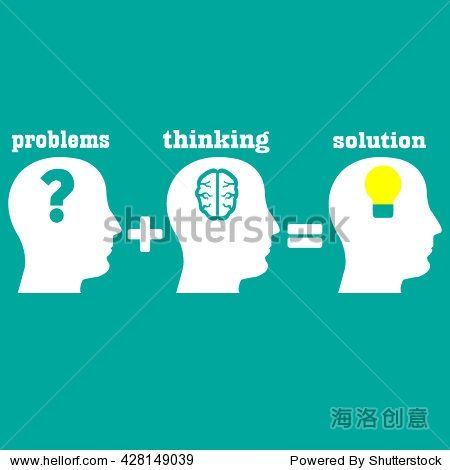 problems thinking solution
?
+ =
海洛创意
www.hellorf.com - 428149039 Powered By Shutterstock